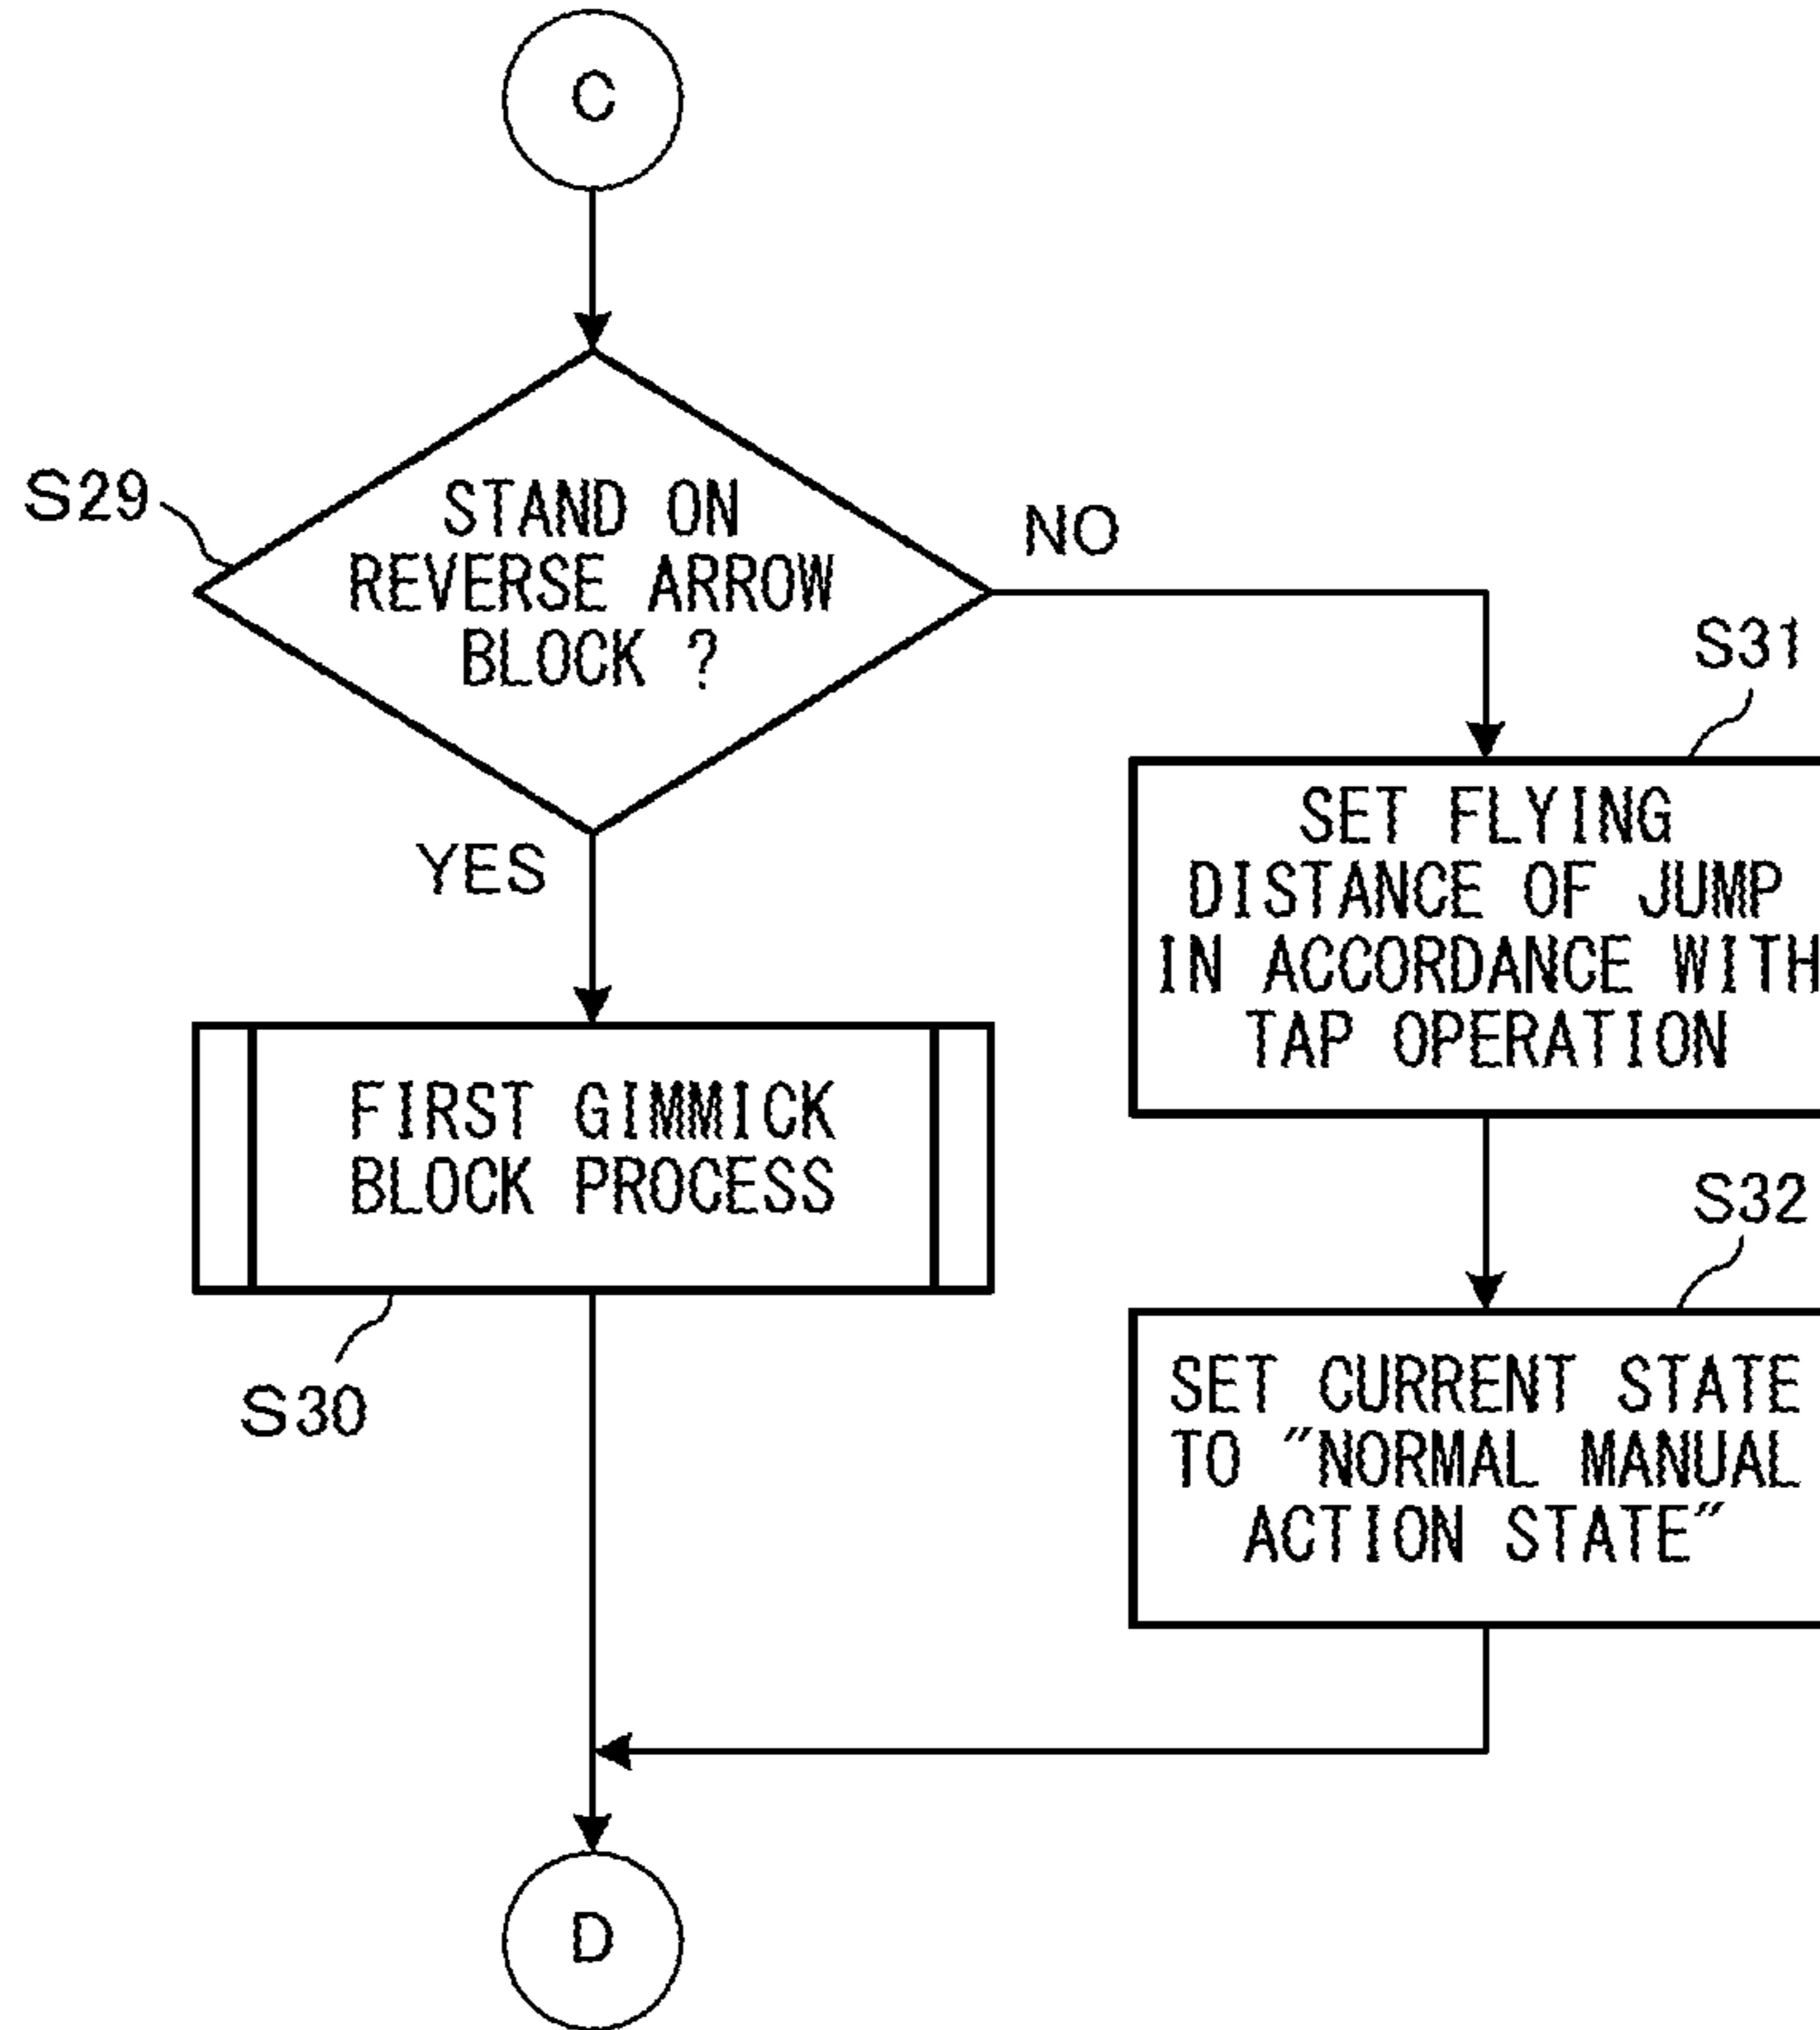 C
S29
STAND ON
REVERSE ARROW
BLOCK ?
NO
YES
S31
SET FLYING
DISTANCE OF JUMP
IN ACCORDANCE WITH
TAP OPERATION
FIRST GIMMICK
BLOCK PROCESS
S30
S32
SET CURRENT STATE
TO "NORMAL MANUAL
ACTION STATE"
D